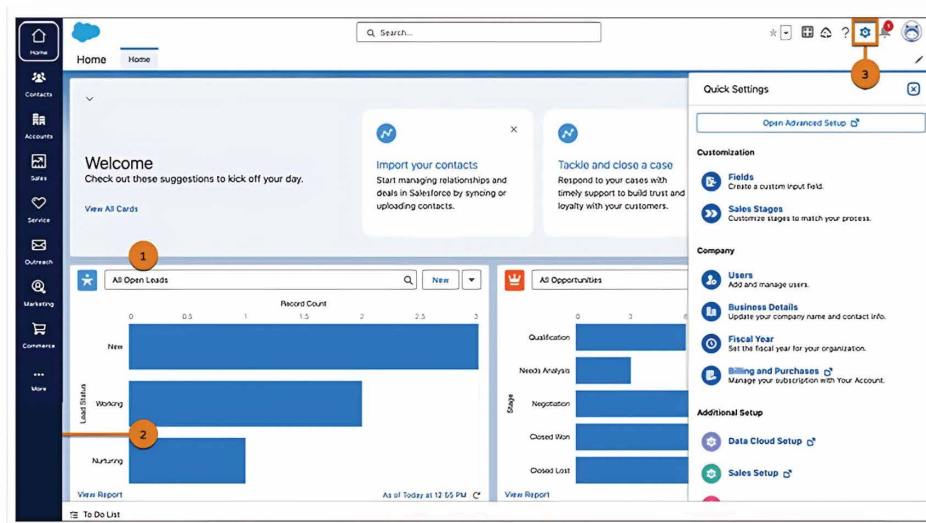 Home
Contacts
Accounts
Sales
Service
Outreach
Marketing
Commerce
More
Search...
Home
Home
3
Welcome
Check out these suggestions to kick off your day.
View All Cards
Import your contacts
Start managing relationships and
deals in Salesforce by syncing or
uploading contacts.
Tackle and close a case
Respond to your cases with
timely support to build trust and
loyalty with your customers.
1
All Open Leads
New
Record Count
0 0.5 1 1.5 2 2.5 3
Lead Status
New
Working
2
Nurturing
View Report
As of Today at 12:55 PM
All Opportunities
0 3 6
Stage
Qualification
Needs Analysis
Negotiation
Closed Won
Closed Lost
View Report
To Do List
Quick Settings
Open Advanced Setup
Customization
Fields
Create a custom input field.
Sales Stages
Customize stages to match your process.
Company
Users
Add and manage users.
Business Details
Update your company name and contact info.
Fiscal Year
Set the fiscal year for your organization.
Billing and Purchases
Manage your subscription with Your Account.
Additional Setup
Data Cloud Setup
Sales Setup